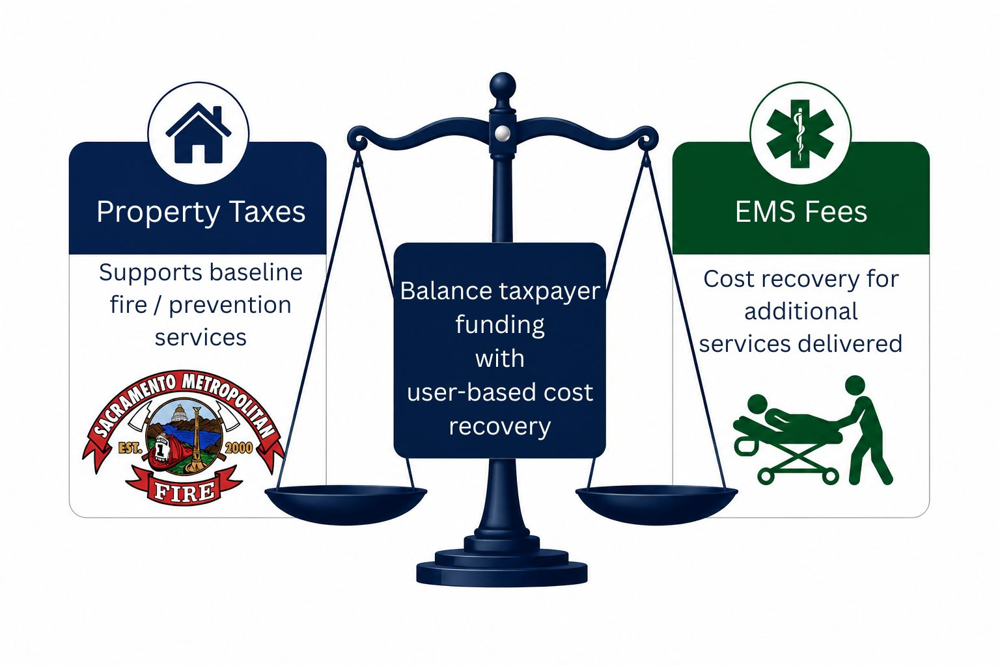 Property Taxes
Supports baseline
fire / prevention
services
SACRAMENTO METROPOLITAN
EST. 2000
1
FIRE
Balance taxpayer
funding
with
user-based cost
recovery
EMS Fees
Cost recovery for
additional
services delivered